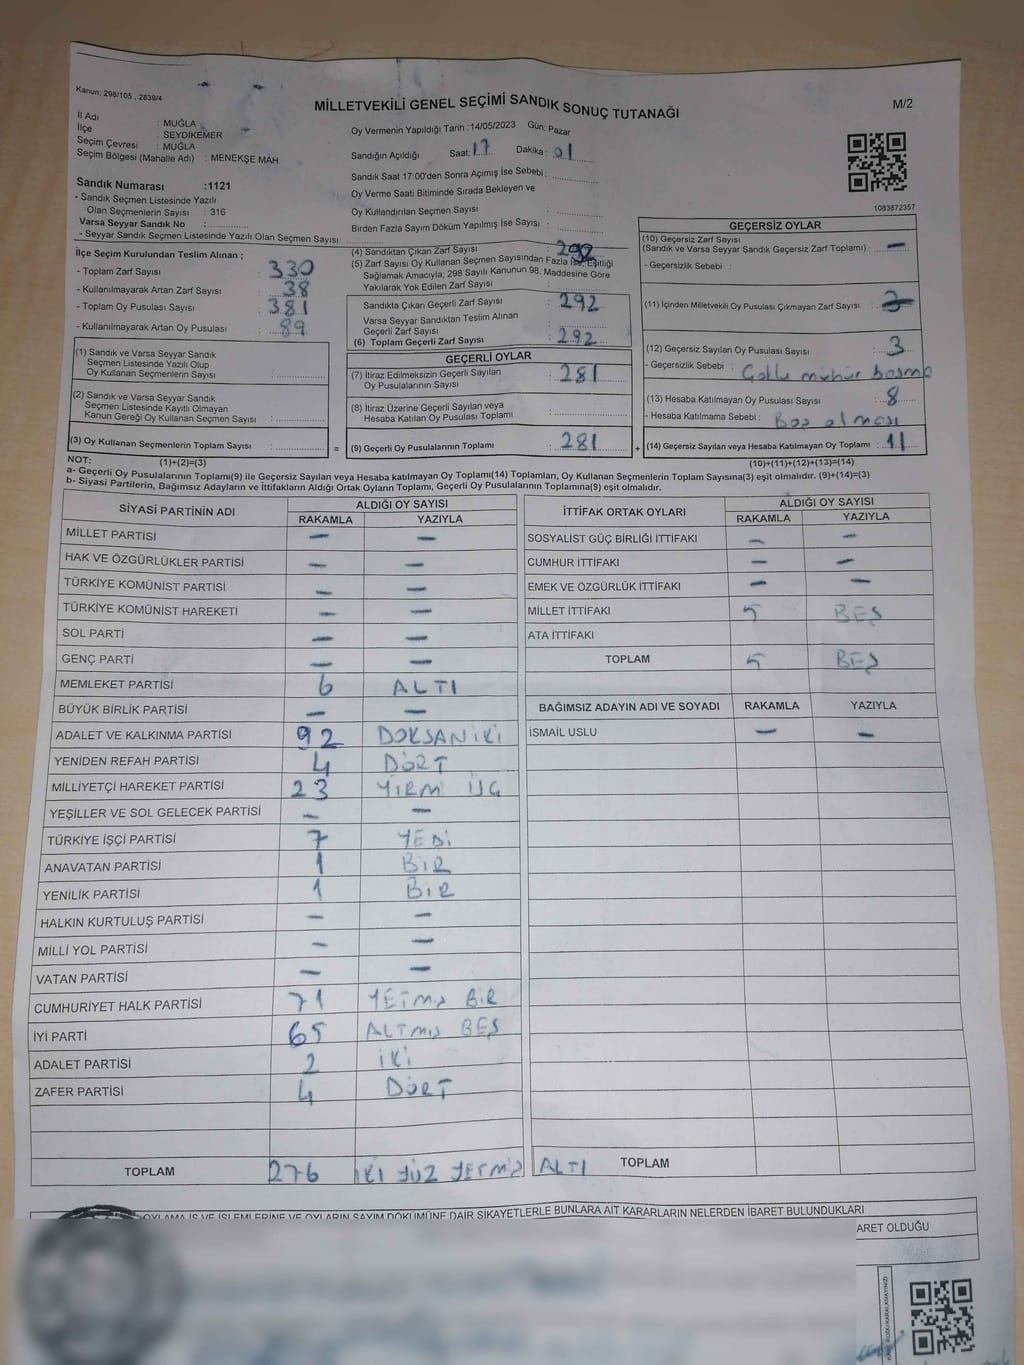 Kanun; 298/105 , 2839/4
MİLLETVEKİLİ GENEL SEÇİMİ SANDIK SONUÇ TUTANAĞI
M/2
İl Adı : MUĞLA
İlçe : SEYDİKEMER
Seçim Çevresi : MUĞLA
Seçim Bölgesi (Mahalle Adı) : MENEKŞE MAH.
Sandık Numarası :1121
- Sandık Seçmen Listesinde Yazılı
Olan Seçmenlerin Sayısı : 316
Varsa Seyyar Sandık No :
- Seyyar Sandık Seçmen Listesinde Yazılı Olan Seçmen Sayısı
Oy Vermenin Yapıldığı Tarih :14/05/2023 Gün: Pazar
Sandığın Açıldığı Saat: 17 Dakika : 01
Sandık Saat 17:00'den Sonra Açımış İse Sebebi:
Oy Verme Saati Bitiminde Sırada Bekleyen ve
Oy Kullandırılan Seçmen Sayısı :
Birden Fazla Sayım Döküm Yapılmış İse Sayısı :
1083872357
İlçe Seçim Kurulundan Teslim Alınan ;
- Toplam Zarf Sayısı : 330
- Kullanılmayarak Artan Zarf Sayısı : 38
- Toplam Oy Pusulası Sayısı : 381
- Kullanılmayarak Artan Oy Pusulası : 89
(1) Sandık ve Varsa Seyyar Sandık
Seçmen Listesinde Yazılı Olup
Oy Kullanan Seçmenlerin Sayısı :
(2) Sandık ve Varsa Seyyar Sandık
Seçmen Listesinde Kayıtlı Olmayan
Kanun Gereği Oy Kullanan Seçmen Sayısı :
(3) Oy Kullanan Seçmenlerin Toplam Sayısı : =
(4) Sandıktan Çıkan Zarf Sayısı 292
(5) Zarf Sayısı Oy Kullanan Seçmen Sayısından Fazla İse, Eşitliği
Sağlamak Amacıyla; 298 Sayılı Kanunun 98. Maddesine Göre
Yakılarak Yok Edilen Zarf Sayısı :
Sandıkta Çıkan Geçerli Zarf Sayısı : 292
Varsa Seyyar Sandıktan Teslim Alınan
Geçerli Zarf Sayısı :
(6) Toplam Geçerli Zarf Sayısı : 292
GEÇERLİ OYLAR
(7) İtiraz Edilmeksizin Geçerli Sayılan
Oy Pusulalarının Sayısı : 281
(8) İtiraz Üzerine Geçerli Sayılan veya
Hesaba Katılan Oy Pusulası Toplamı :
(9) Geçerli Oy Pusulalarının Toplamı : 281 +
GEÇERSİZ OYLAR
(10) Geçersiz Zarf Sayısı
(Sandık ve Varsa Seyyar Sandık Geçersiz Zarf Toplamı) : –
- Geçersizlik Sebebi :
(11) İçinden Milletvekili Oy Pusulası Çıkmayan Zarf Sayısı :
(12) Geçersiz Sayılan Oy Pusulası Sayısı : 3
- Geçersizlik Sebebi : mühür basma
(13) Hesaba Katılmayan Oy Pusulası Sayısı : 8
- Hesaba Katılmama Sebebi : Boş olması
(14) Geçersiz Sayılan veya Hesaba Katılmayan Oy Toplamı : 11
NOT: (1)+(2)=(3) (10)+(11)+(12)+(13)=(14)
a- Geçerli Oy Pusulalarının Toplamı(9) ile Geçersiz Sayılan veya Hesaba katılmayan Oy Toplamı(14) Toplamları, Oy Kullanan Seçmenlerin Toplam Sayısına(3) eşit olmalıdır. (9)+(14)=(3)
b- Siyasi Partilerin, Bağımsız Adayların ve İttifakların Aldığı Ortak Oyların Toplamı, Geçerli Oy Pusulalarının Toplamına(9) eşit olmalıdır.
SİYASİ PARTİNİN ADI ALDIĞI OY SAYISI
RAKAMLA YAZIYLA
MİLLET PARTİSİ – –
HAK VE ÖZGÜRLÜKLER PARTİSİ – –
TÜRKİYE KOMÜNİST PARTİSİ – –
TÜRKİYE KOMÜNİST HAREKETİ – –
SOL PARTİ – –
GENÇ PARTİ – –
MEMLEKET PARTİSİ 6 ALTI
BÜYÜK BİRLİK PARTİSİ – –
ADALET VE KALKINMA PARTİSİ 92 DOKSAN İKİ
YENİDEN REFAH PARTİSİ 4 DÖRT
MİLLİYETÇİ HAREKET PARTİSİ 23 YİRMİ ÜÇ
YEŞİLLER VE SOL GELECEK PARTİSİ – –
TÜRKİYE İŞÇİ PARTİSİ 7 YEDİ
ANAVATAN PARTİSİ 1 BİR
YENİLİK PARTİSİ 1 BİR
HALKIN KURTULUŞ PARTİSİ – –
MİLLİ YOL PARTİSİ – –
VATAN PARTİSİ – –
CUMHURİYET HALK PARTİSİ 71 YETMİŞ BİR
İYİ PARTİ 65 ALTMIŞ BEŞ
ADALET PARTİSİ 2 İKİ
ZAFER PARTİSİ 4 DÖRT
TOPLAM 276 İKİ YÜZ YETMİŞ ALTI
İTTİFAK ORTAK OYLARI ALDIĞI OY SAYISI
RAKAMLA YAZIYLA
SOSYALİST GÜÇ BİRLİĞİ İTTİFAKI – –
CUMHUR İTTİFAKI – –
EMEK VE ÖZGÜRLÜK İTTİFAKI – –
MİLLET İTTİFAKI 5 BEŞ
ATA İTTİFAKI
TOPLAM 5 BEŞ
BAĞIMSIZ ADAYIN ADI VE SOYADI RAKAMLA YAZIYLA
İSMAİL USLU – –
TOPLAM
OYLAMA İŞ VE İŞLEMLERİNE VE OYLARIN SAYIM DÖKÜMÜNE DAİR ŞİKAYETLERLE BUNLARA AİT KARARLARIN NELERDEN İBARET BULUNDUKLARI
ARET OLDUĞU